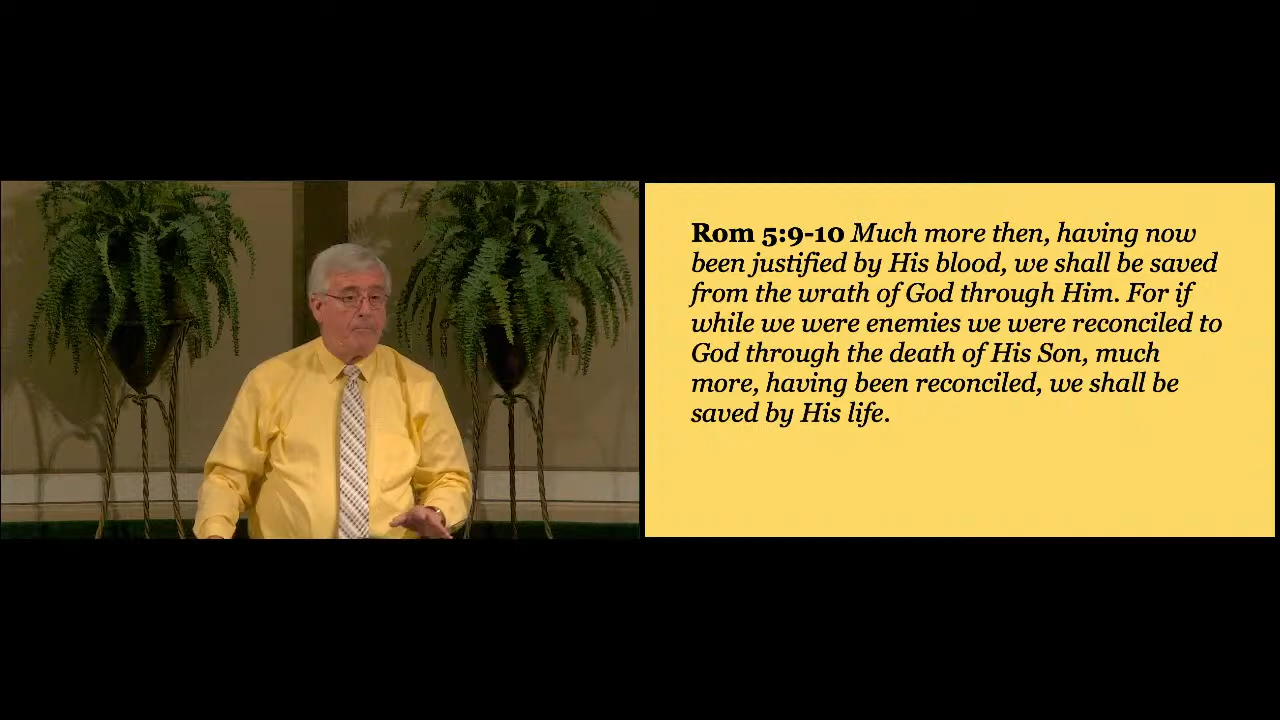 Rom 5:9-10 Much more then, having now
been justified by His blood, we shall be saved
from the wrath of God through Him. For if
while we were enemies we were reconciled to
God through the death of His Son, much
more, having been reconciled, we shall be
saved by His life.